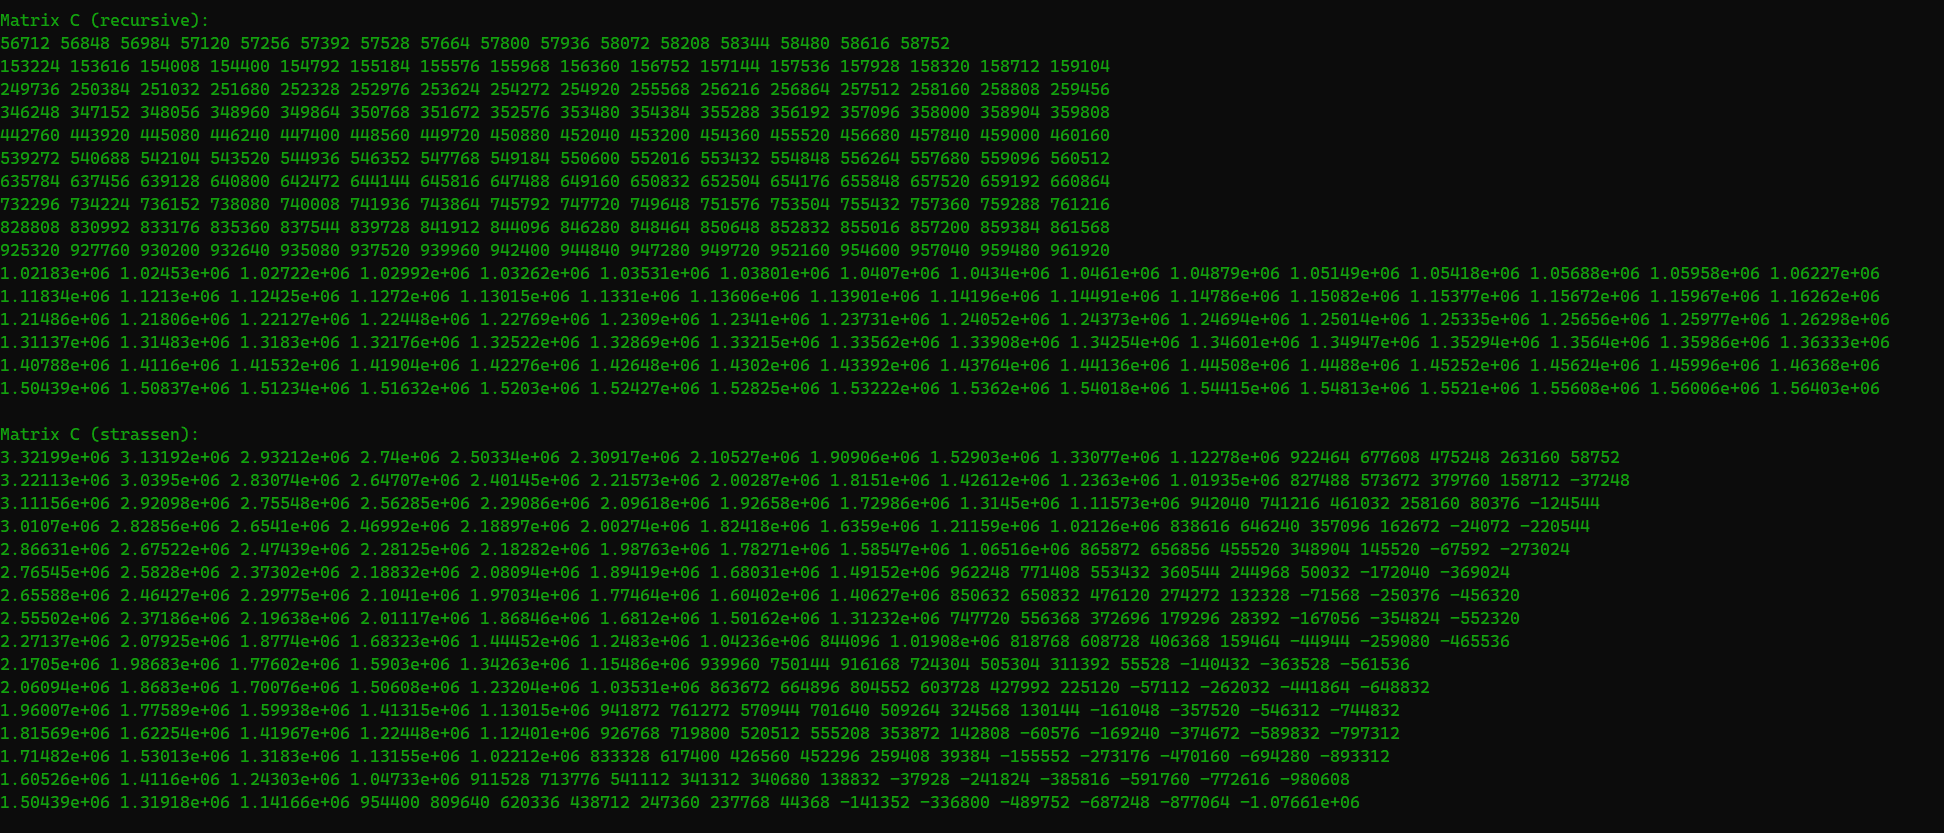 Matrix C (recursive):
56712 56848 56984 57120 57256 57392 57528 57664 57800 57936 58072 58208 58344 58480 58616 58752
153224 153616 154008 154400 154792 155184 155576 155968 156360 156752 157144 157536 157928 158320 158712 159104
249736 250384 251032 251680 252328 252976 253624 254272 254920 255568 256216 256864 257512 258160 258808 259456
346248 347152 348056 348960 349864 350768 351672 352576 353480 354384 355288 356192 357096 358000 358904 359808
442760 443920 445080 446240 447400 448560 449720 450880 452040 453200 454360 455520 456680 457840 459000 460160
539272 540688 542104 543520 544936 546352 547768 549184 550600 552016 553432 554848 556264 557680 559096 560512
635784 637456 639128 640800 642472 644144 645816 647488 649160 650832 652504 654176 655848 657520 659192 660864
732296 734224 736152 738080 740008 741936 743864 745792 747720 749648 751576 753504 755432 757360 759288 761216
828808 830992 833176 835360 837544 839728 841912 844096 846280 848464 850648 852832 855016 857200 859384 861568
925320 927760 930200 932640 935080 937520 939960 942400 944840 947280 949720 952160 954600 957040 959480 961920
1.02183e+06 1.02453e+06 1.02722e+06 1.02992e+06 1.03262e+06 1.03531e+06 1.03801e+06 1.0407e+06 1.0434e+06 1.0461e+06 1.04879e+06 1.05149e+06 1.05418e+06 1.05688e+06 1.05958e+06 1.06227e+06
1.11834e+06 1.1213e+06 1.12425e+06 1.1272e+06 1.13015e+06 1.1331e+06 1.13606e+06 1.13901e+06 1.14196e+06 1.14491e+06 1.14786e+06 1.15082e+06 1.15377e+06 1.15672e+06 1.15967e+06 1.16262e+06
1.21486e+06 1.21806e+06 1.22127e+06 1.22448e+06 1.22769e+06 1.2309e+06 1.2341e+06 1.23731e+06 1.24052e+06 1.24373e+06 1.24694e+06 1.25014e+06 1.25335e+06 1.25656e+06 1.25977e+06 1.26298e+06
1.31137e+06 1.31483e+06 1.3183e+06 1.32176e+06 1.32522e+06 1.32869e+06 1.33215e+06 1.33562e+06 1.33908e+06 1.34254e+06 1.34601e+06 1.34947e+06 1.35294e+06 1.3564e+06 1.35986e+06 1.36333e+06
1.40788e+06 1.4116e+06 1.41532e+06 1.41904e+06 1.42276e+06 1.42648e+06 1.4302e+06 1.43392e+06 1.43764e+06 1.44136e+06 1.44508e+06 1.4488e+06 1.45252e+06 1.45624e+06 1.45996e+06 1.46368e+06
1.50439e+06 1.50837e+06 1.51234e+06 1.51632e+06 1.5203e+06 1.52427e+06 1.52825e+06 1.53222e+06 1.5362e+06 1.54018e+06 1.54415e+06 1.54813e+06 1.5521e+06 1.55608e+06 1.56006e+06 1.56403e+06
Matrix C (strassen):
3.32199e+06 3.13192e+06 2.93212e+06 2.74e+06 2.50334e+06 2.30917e+06 2.10527e+06 1.90906e+06 1.52903e+06 1.33077e+06 1.12278e+06 922464 677608 475248 263160 58752
3.22113e+06 3.0395e+06 2.83074e+06 2.64707e+06 2.40145e+06 2.21573e+06 2.00287e+06 1.8151e+06 1.42612e+06 1.2363e+06 1.01935e+06 827488 573672 379760 158712 -37248
3.11156e+06 2.92098e+06 2.75548e+06 2.56285e+06 2.29086e+06 2.09618e+06 1.92658e+06 1.72986e+06 1.3145e+06 1.11573e+06 942040 741216 461032 258160 80376 -124544
3.0107e+06 2.82856e+06 2.6541e+06 2.46992e+06 2.18897e+06 2.00274e+06 1.82418e+06 1.6359e+06 1.21159e+06 1.02126e+06 838616 646240 357096 162672 -24072 -220544
2.86631e+06 2.67522e+06 2.47439e+06 2.28125e+06 2.18282e+06 1.98763e+06 1.78271e+06 1.58547e+06 1.06516e+06 865872 656856 455520 348904 145520 -67592 -273024
2.76545e+06 2.5828e+06 2.37302e+06 2.18832e+06 2.08094e+06 1.89419e+06 1.68031e+06 1.49152e+06 962248 771408 553432 360544 244968 50032 -172040 -369024
2.65588e+06 2.46427e+06 2.29775e+06 2.1041e+06 1.97034e+06 1.77464e+06 1.60402e+06 1.40627e+06 850632 650832 476120 274272 132328 -71568 -250376 -456320
2.55502e+06 2.37186e+06 2.19638e+06 2.01117e+06 1.86846e+06 1.6812e+06 1.50162e+06 1.31232e+06 747720 556368 372696 179296 28392 -167056 -354824 -552320
2.27137e+06 2.07925e+06 1.8774e+06 1.68323e+06 1.44452e+06 1.2483e+06 1.04236e+06 844096 1.01908e+06 818768 608728 406368 159464 -44944 -259080 -465536
2.1705e+06 1.98683e+06 1.77602e+06 1.5903e+06 1.34263e+06 1.15486e+06 939960 750144 916168 724304 505304 311392 55528 -140432 -363528 -561536
2.06094e+06 1.8683e+06 1.70076e+06 1.50608e+06 1.23204e+06 1.03531e+06 863672 664896 804552 603728 427992 225120 -57112 -262032 -441864 -648832
1.96007e+06 1.77589e+06 1.59938e+06 1.41315e+06 1.13015e+06 941872 761272 570944 701640 509264 324568 130144 -161048 -357520 -546312 -744832
1.81569e+06 1.62254e+06 1.41967e+06 1.22448e+06 1.12401e+06 926768 719800 520512 555208 353872 142808 -60576 -169240 -374672 -589832 -797312
1.71482e+06 1.53013e+06 1.3183e+06 1.13155e+06 1.02212e+06 833328 617400 426560 452296 259408 39384 -155552 -273176 -470160 -694280 -893312
1.60526e+06 1.4116e+06 1.24303e+06 1.04733e+06 911528 713776 541112 341312 340680 138832 -37928 -241824 -385816 -591760 -772616 -980608
1.50439e+06 1.31918e+06 1.14166e+06 954400 809640 620336 438712 247360 237768 44368 -141352 -336800 -489752 -687248 -877064 -1.07661e+06